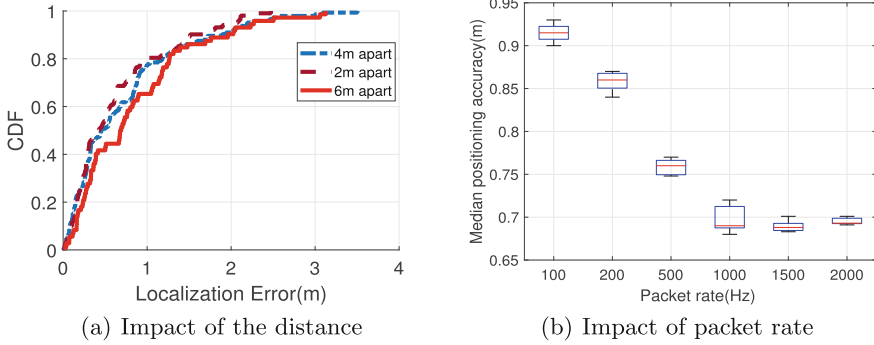 1
0.8
0.6
0.4
0.2
0
CDF
4m apart
2m apart
6m apart
0 1 2 3 4
Localization Error(m)
(a) Impact of the distance
0.95
0.9
0.85
0.8
0.75
0.7
0.65
Median positioning accuracy(m)
100 200 500 1000 1500 2000
Packet rate(Hz)
(b) Impact of packet rate